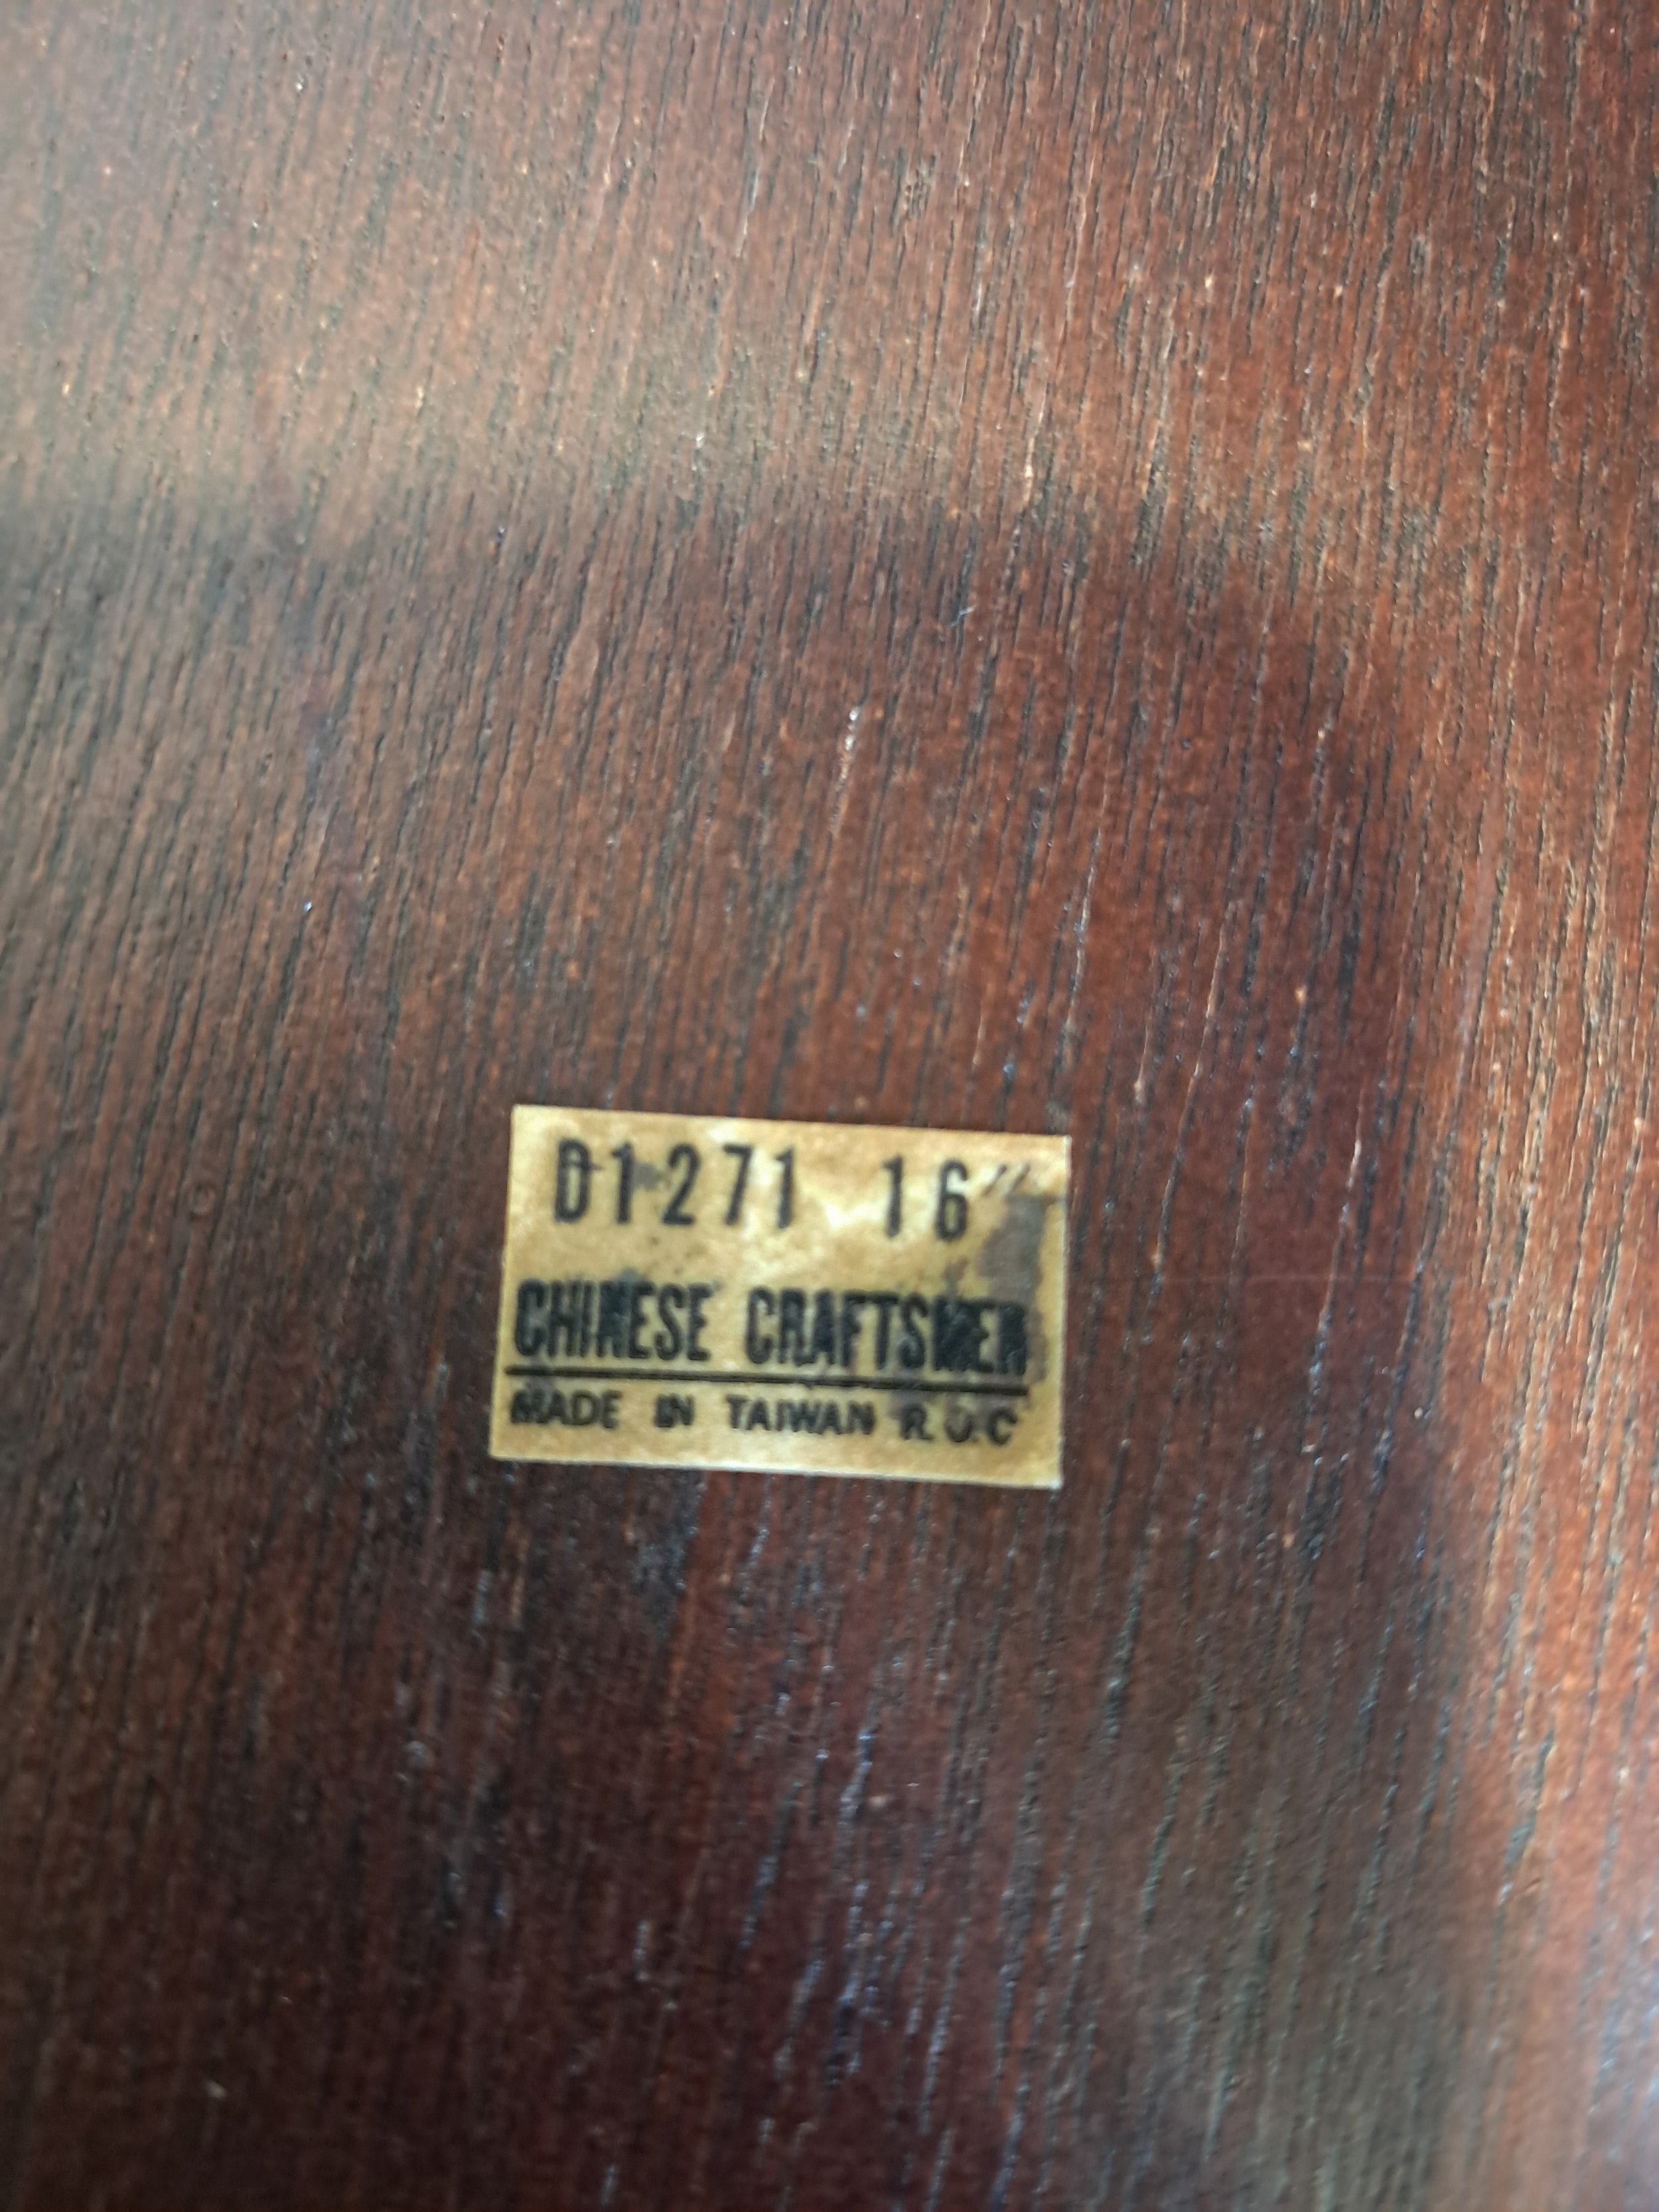 D1271 16"
CHINESE CRAFTSMEN
MADE IN TAIWAN R.O.C